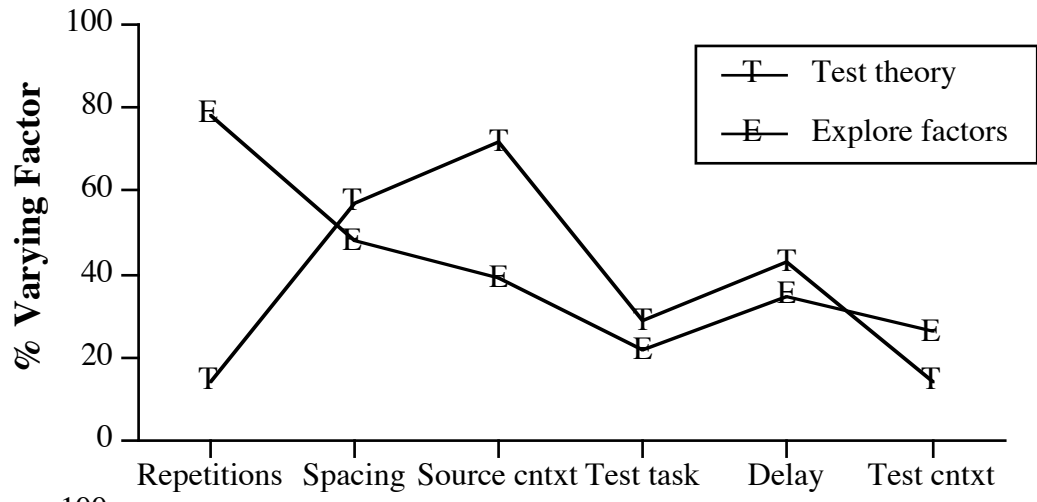 100
80
60
40
20
0
% Varying Factor
T Test theory
E Explore factors
E E E E E E
T T T T T T
Repetitions Spacing Source cntxt Test task Delay Test cntxt
100